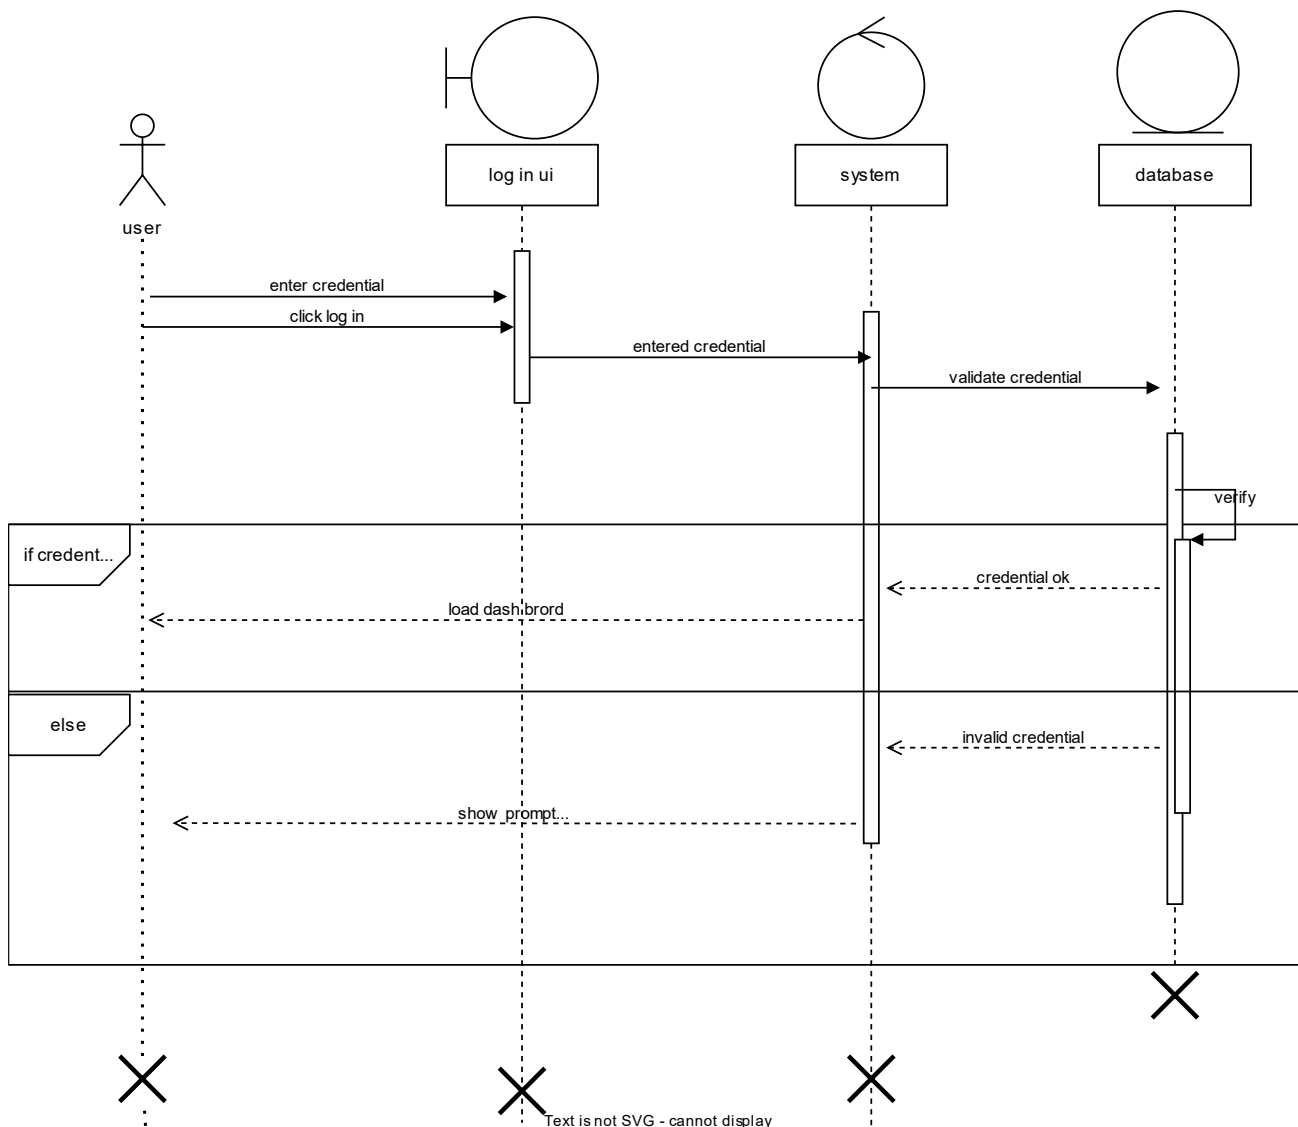 log in ui
system
database
user
enter credential
click log in
entered credential
validate credential
verify
if credent...
credential ok
load dash brord
else
invalid credential
show prompt...
Text is not SVG - cannot display